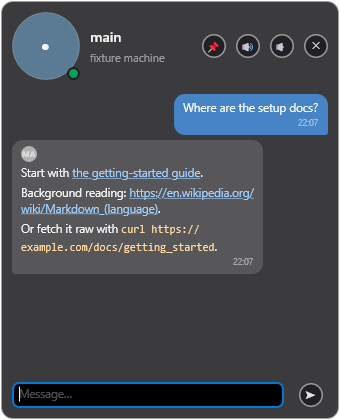 main
fixture machine
Where are the setup docs?
22:07
MA
Start with the getting-started guide.
Background reading: https://en.wikipedia.org/
wiki/Markdown_(language).
Or fetch it raw with curl https://
example.com/docs/getting_started.
22:07
Message...